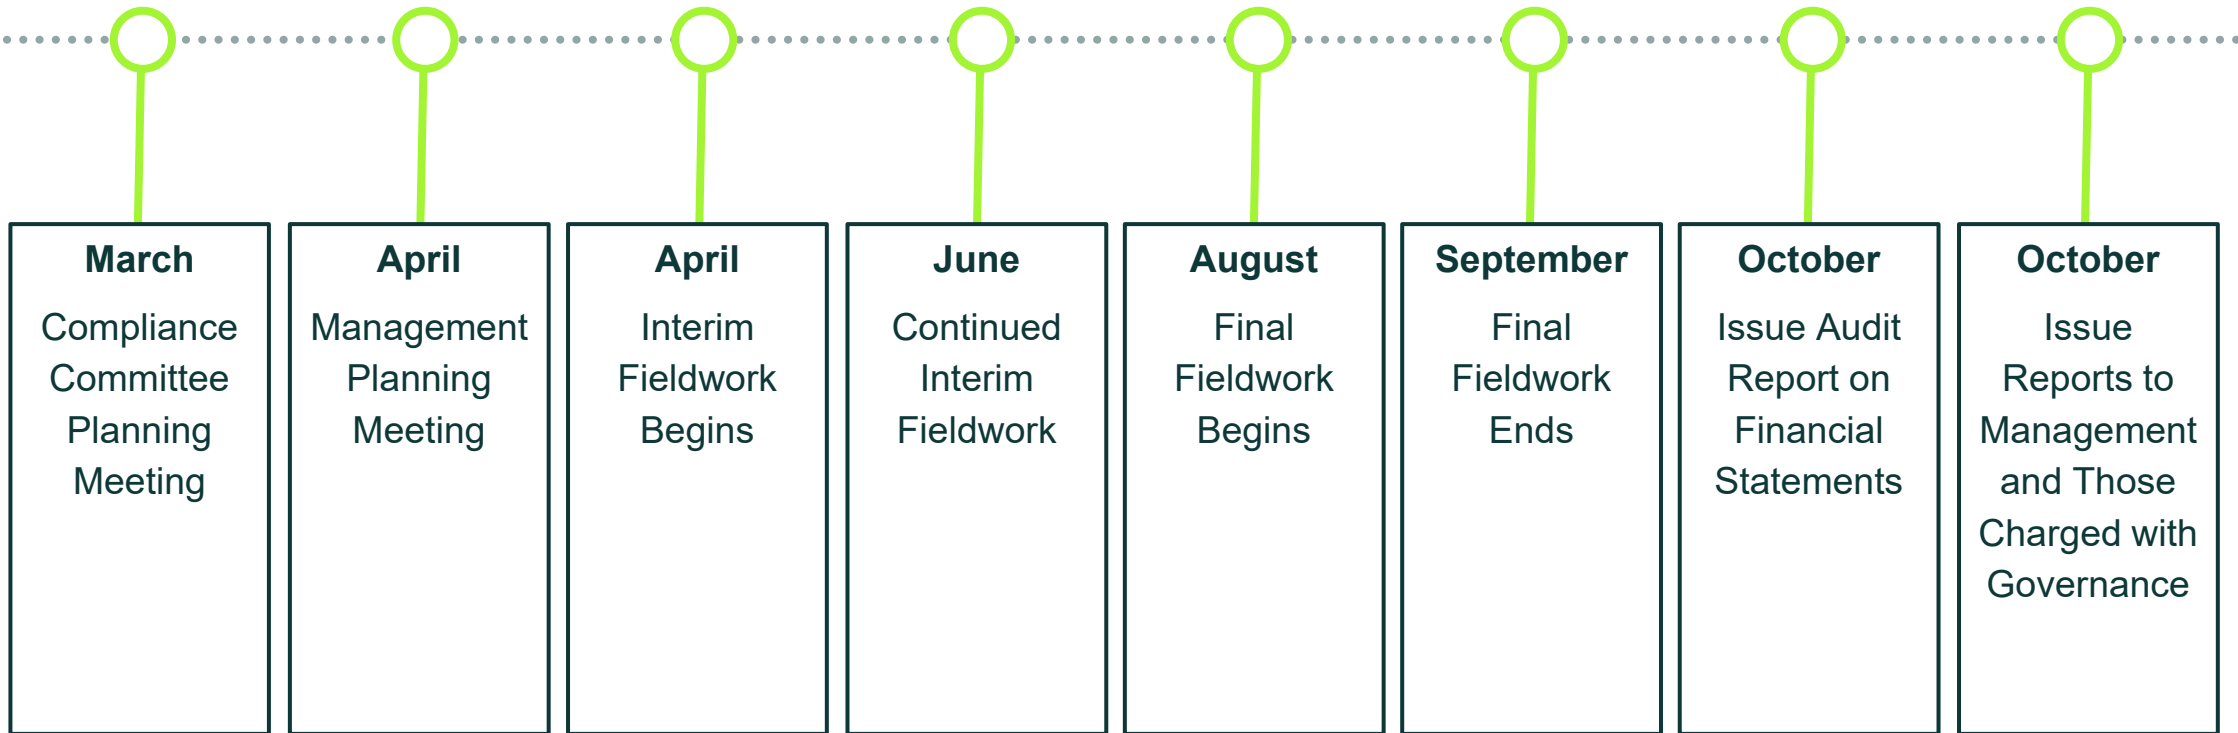 March
Compliance
Committee
Planning
Meeting
April
Management
Planning
Meeting
April
Interim
Fieldwork
Begins
June
Continued
Interim
Fieldwork
August
Final
Fieldwork
Begins
September
Final
Fieldwork
Ends
October
Issue Audit
Report on
Financial
Statements
October
Issue
Reports to
Management
and Those
Charged with
Governance